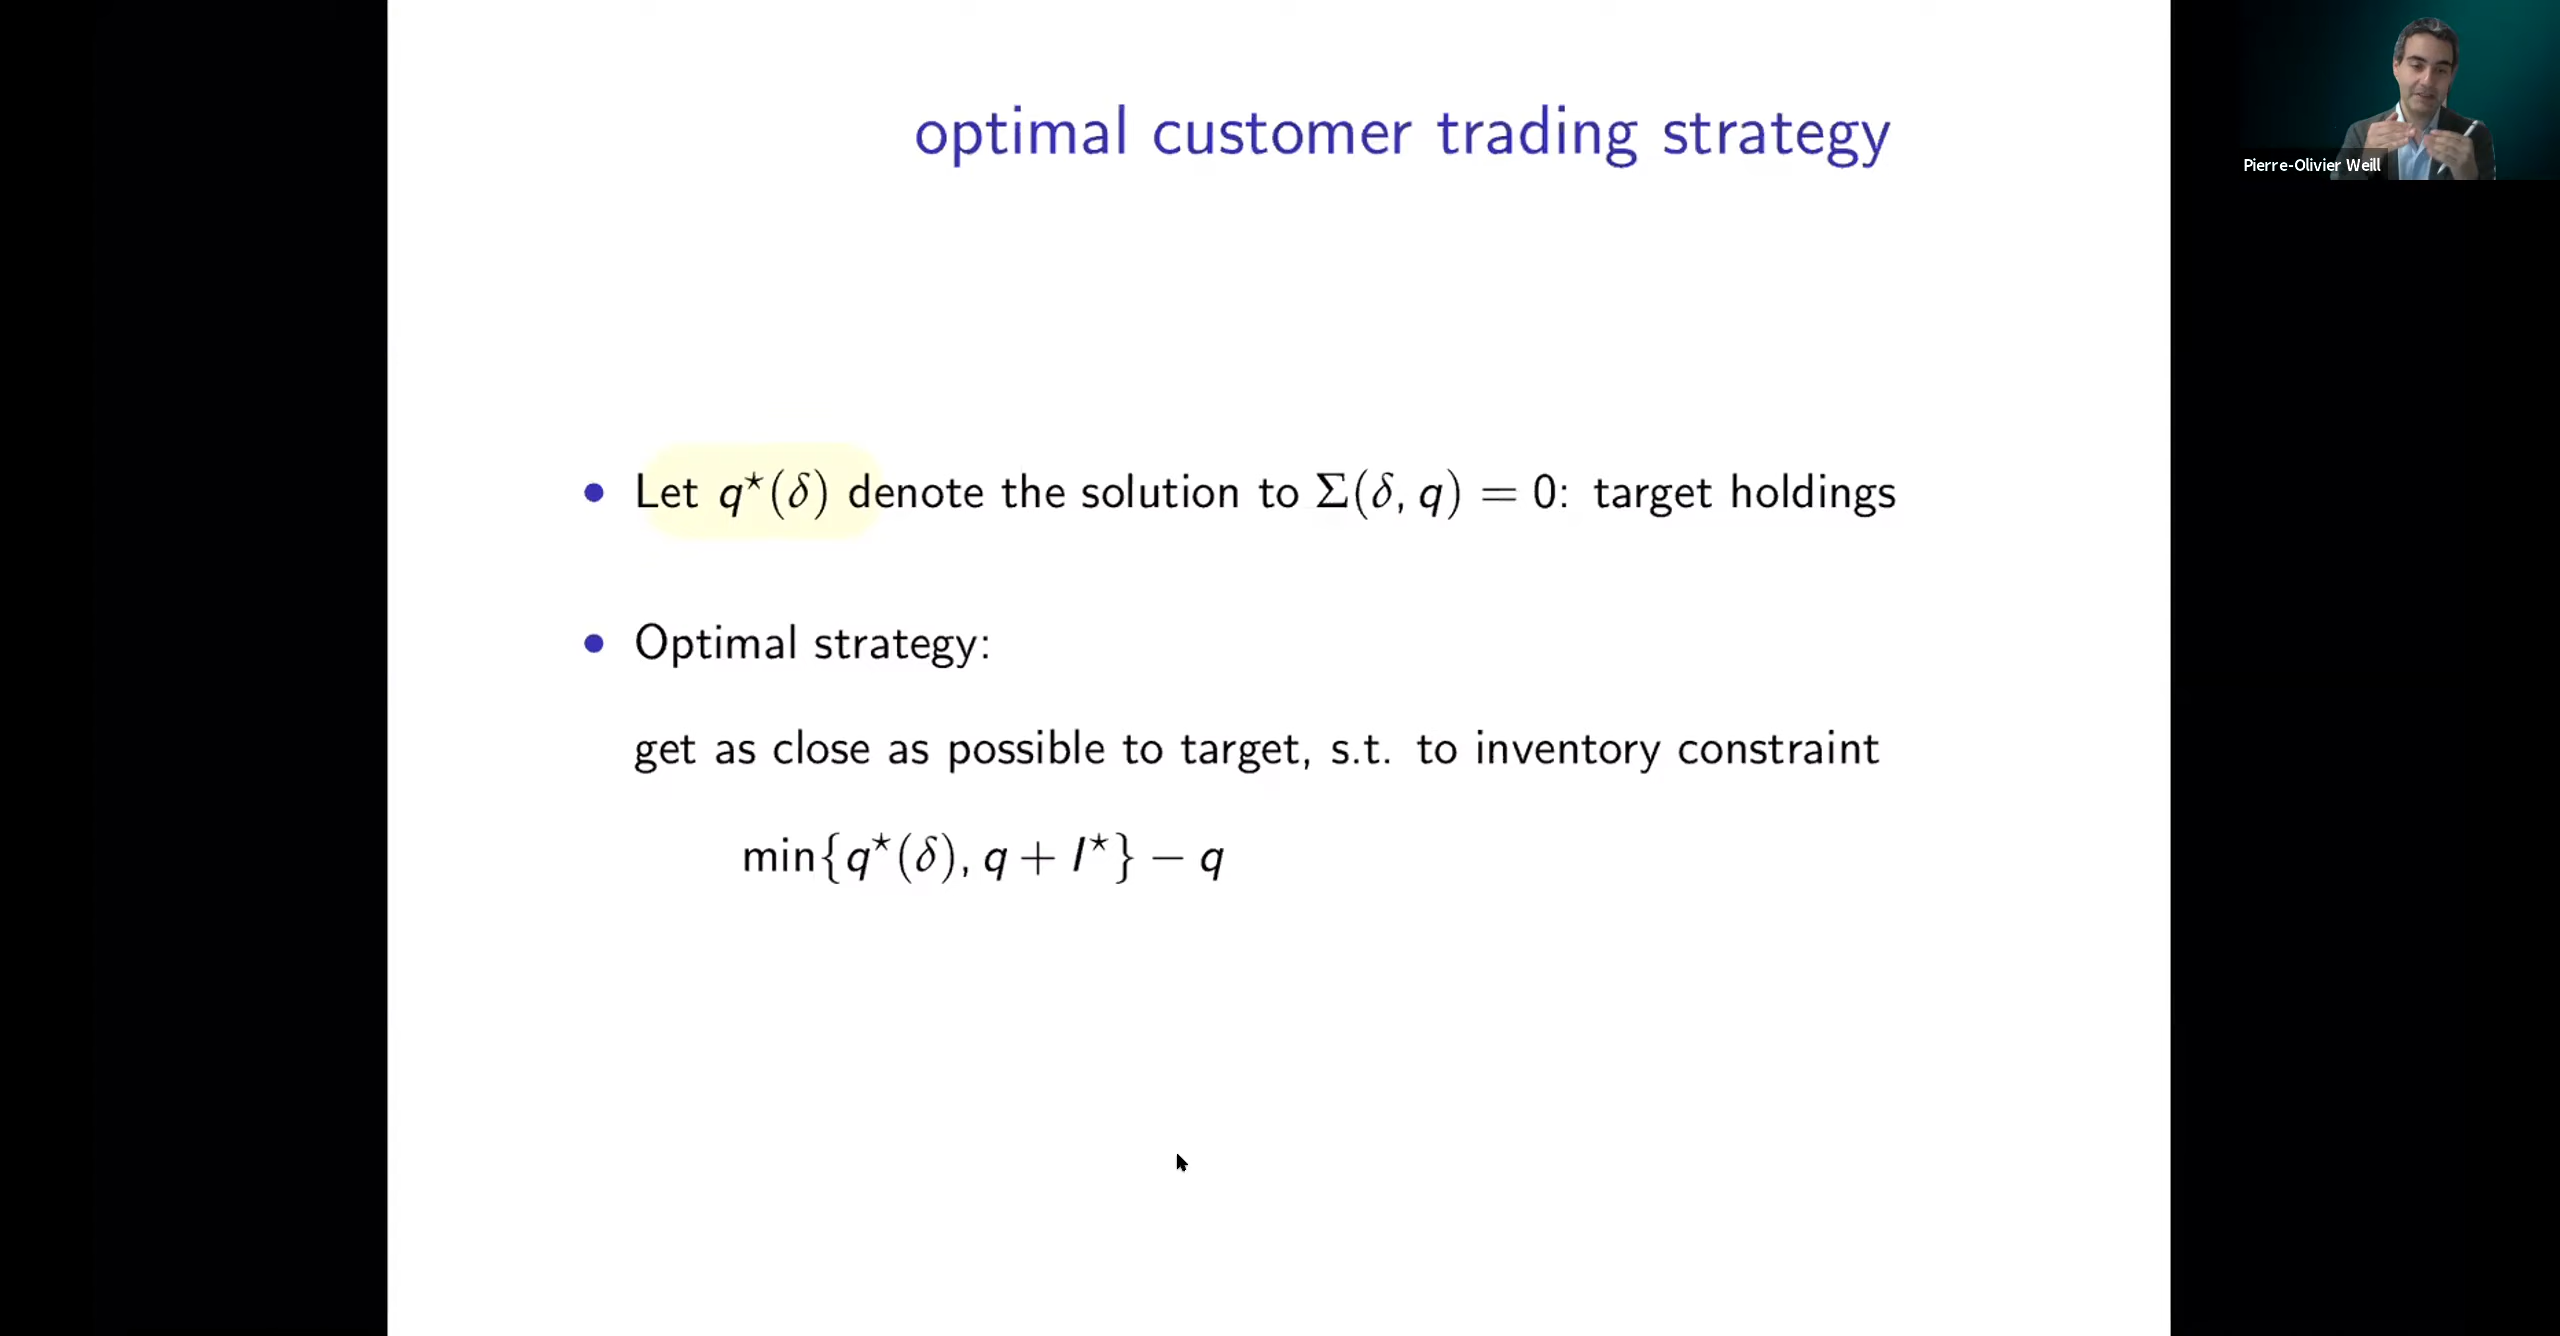 optimal customer trading strategy
Pierre-Olivier Weill
• Let q⋆(δ) denote the solution to Σ(δ, q) = 0: target holdings
• Optimal strategy:
get as close as possible to target, s.t. to inventory constraint
min{q⋆(δ), q + I⋆} − q